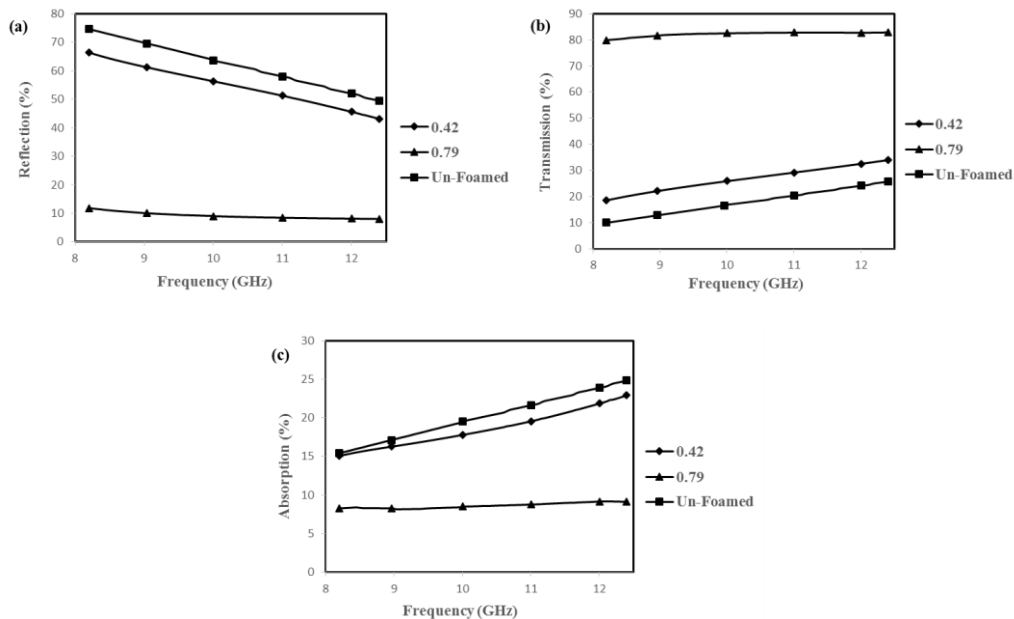 (a)
80
70
60
50
40
30
20
10
0
Reflection (%)
8 9 10 11 12
Frequency (GHz)
0.42
0.79
Un-Foamed
(b)
90
80
70
60
50
40
30
20
10
0
Transmission (%)
8 9 10 11 12
Frequency (GHz)
0.42
0.79
Un-Foamed
(c)
30
25
20
15
10
5
0
Absorption (%)
8 9 10 11 12
Frequency (GHz)
0.42
0.79
Un-Foamed